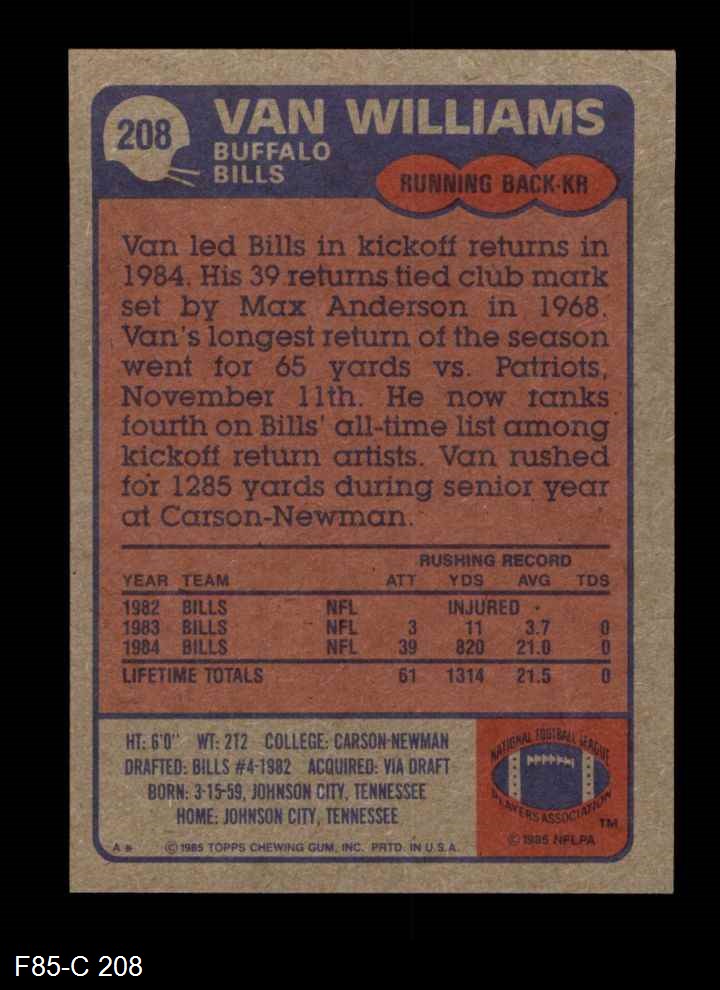 208
VAN WILLIAMS
BUFFALO
BILLS
RUNNING BACK-KR
Van led Bills in kickoff returns in
1984. His 39 returns tied club mark
set by Max Anderson in 1968.
Van's longest return of the season
went for 65 yards vs. Patriots,
November 11th. He now ranks
fourth on Bills' all-time list among
kickoff return artists. Van rushed
for 1285 yards during senior year
at Carson-Newman.
RUSHING RECORD
YEAR TEAM ATT YDS AVG TDS
1982 BILLS NFL INJURED
1983 BILLS NFL 3 11 3.7 0
1984 BILLS NFL 39 820 21.0 0
LIFETIME TOTALS 61 1314 21.5 0
HT: 6'0" WT: 212 COLLEGE: CARSON-NEWMAN
DRAFTED: BILLS #4-1982 ACQUIRED: VIA DRAFT
BORN: 3-15-59, JOHNSON CITY, TENNESSEE
HOME: JOHNSON CITY, TENNESSEE
NATIONAL FOOTBALL LEAGUE
PLAYERS ASSOCIATION
TM
© 1985 NFLPA
A * © 1985 TOPPS CHEWING GUM, INC. PRTD. IN U.S.A.
F85-C 208